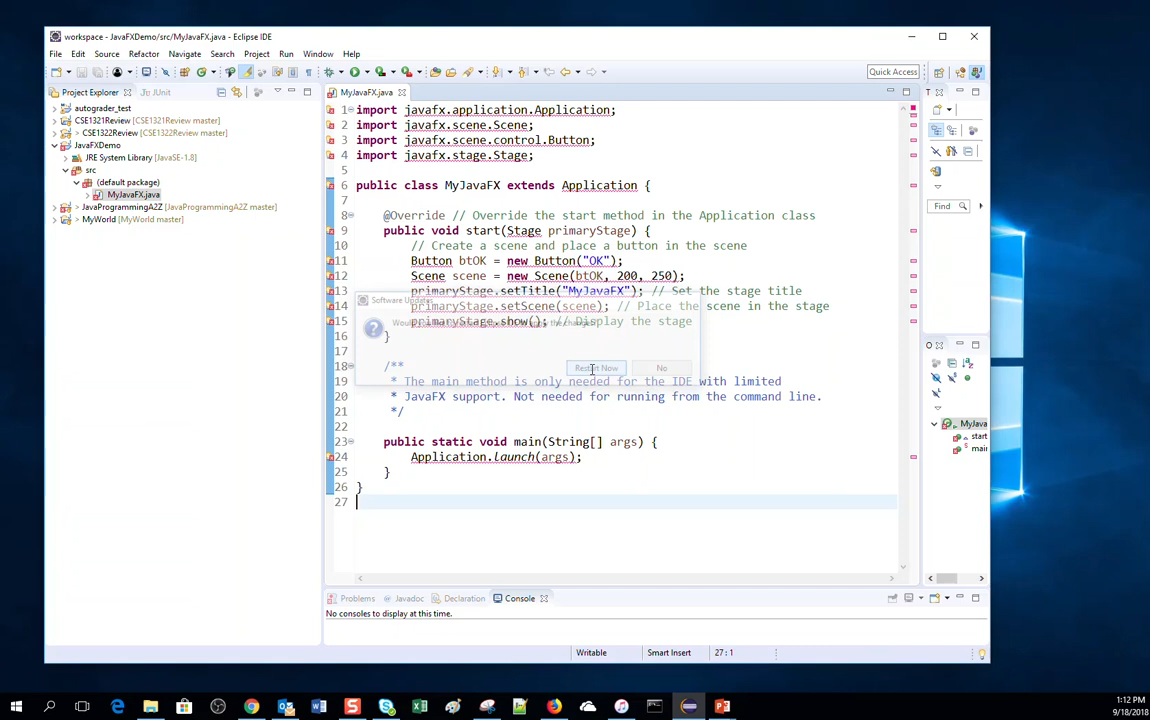 workspace - JavaFXDemo/src/MyJavaFX.java - Eclipse IDE
File Edit Source Refactor Navigate Search Project Run Window Help
Quick Access
Project Explorer JUnit
MyJavaFX.java
autograder_test
CSE1321Review [CSE1321Review master]
> CSE1322Review [CSE1322Review master]
JavaFXDemo
JRE System Library [JavaSE-1.8]
src
(default package)
MyJavaFX.java
> JavaProgrammingA2Z [JavaProgrammingA2Z master]
> MyWorld [MyWorld master]
1 import javafx.application.Application;
2 import javafx.scene.Scene;
3 import javafx.scene.control.Button;
4 import javafx.stage.Stage;
5
6 public class MyJavaFX extends Application {
7
8 @Override // Override the start method in the Application class
9 public void start(Stage primaryStage) {
10 // Create a scene and place a button in the scene
11 Button btOK = new Button("OK");
12 Scene scene = new Scene(btOK, 200, 250);
13 primaryStage.setTitle("MyJavaFX"); // Set the stage title
14 primaryStage.setScene(scene); // Place the scene in the stage
15 primaryStage.show(); // Display the stage
16 }
17
18 /**
19 * The main method is only needed for the IDE with limited
20 * JavaFX support. Not needed for running from the command line.
21 */
22
23 public static void main(String[] args) {
24 Application.launch(args);
25 }
26 }
27
Software Updates
Restart Now No
T
Find
O
MyJava
start
main
Problems Javadoc Declaration Console
No consoles to display at this time.
Writable Smart Insert 27 : 1
1:12 PM
9/18/2018